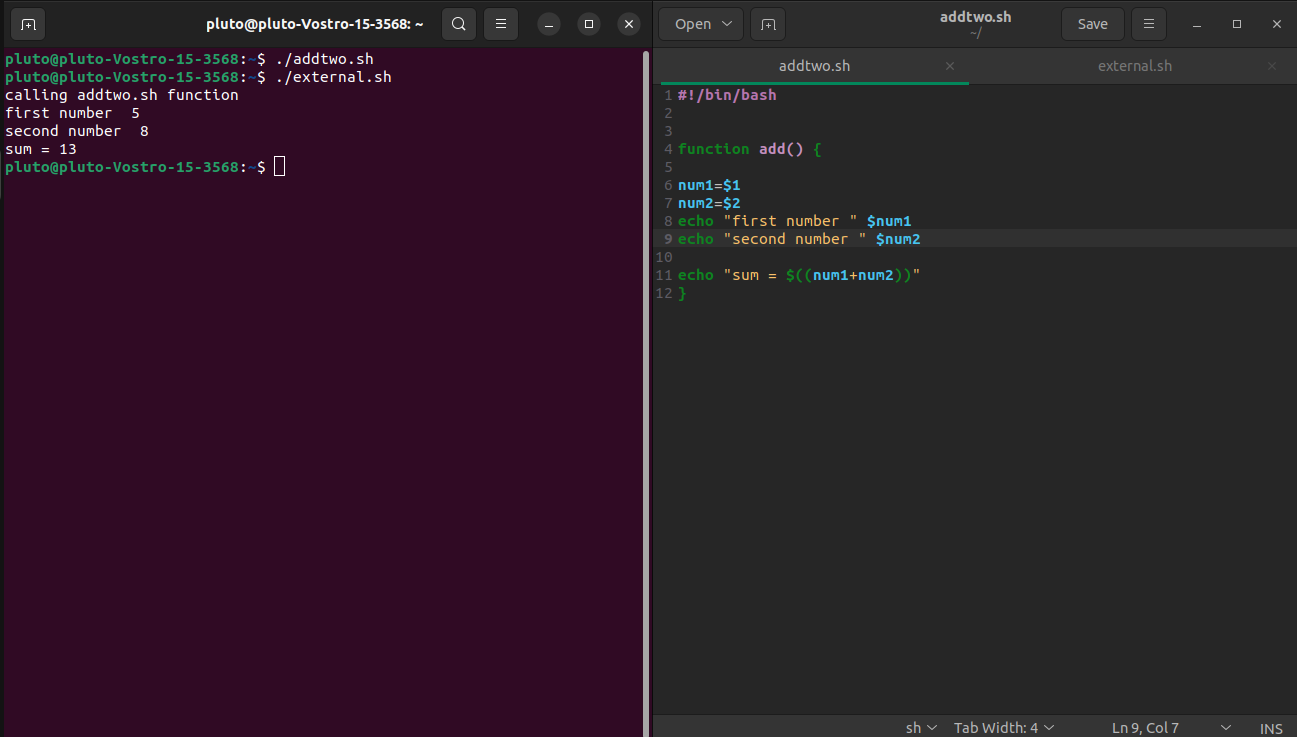 pluto@pluto-Vostro-15-3568: ~
pluto@pluto-Vostro-15-3568:~$ ./addtwo.sh
pluto@pluto-Vostro-15-3568:~$ ./external.sh
calling addtwo.sh function
first number  5
second number  8
sum = 13
pluto@pluto-Vostro-15-3568:~$
Open
addtwo.sh
~/
Save
addtwo.sh
external.sh
1 #!/bin/bash
2
3
4 function add() {
5
6 num1=$1
7 num2=$2
8 echo "first number " $num1
9 echo "second number " $num2
10
11 echo "sum = $((num1+num2))"
12 }
sh
Tab Width: 4
Ln 9, Col 7
INS